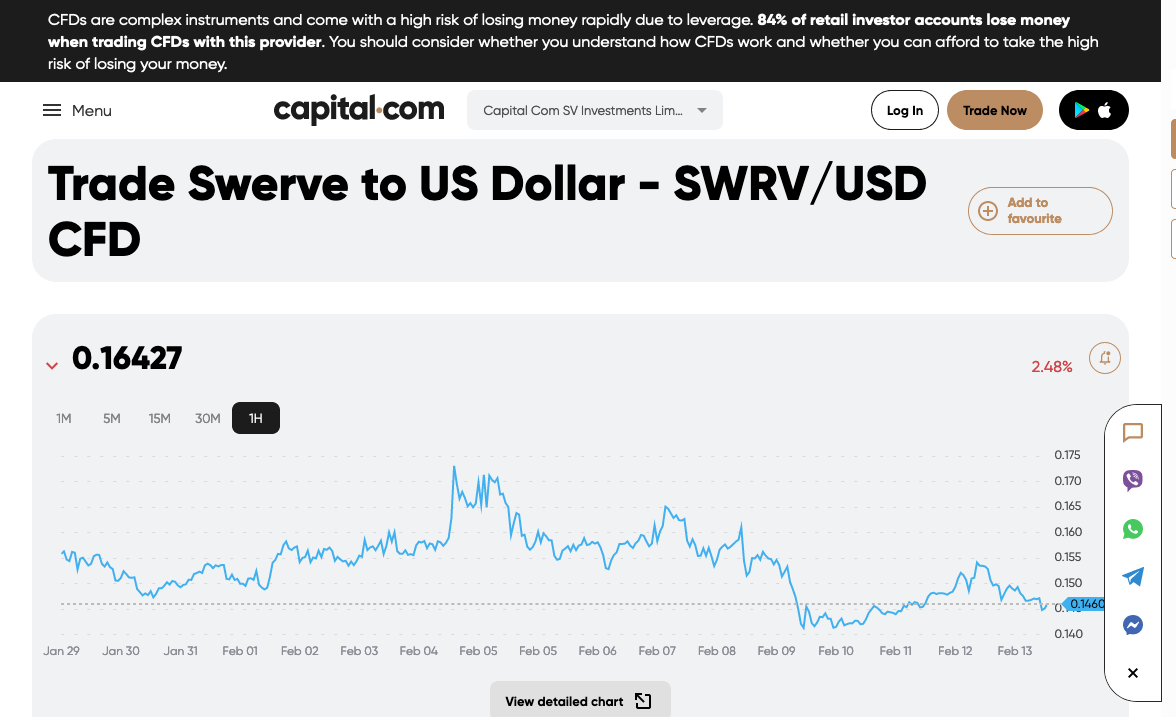 CFDs are complex instruments and come with a high risk of losing money rapidly due to leverage. 84% of retail investor accounts lose money
when trading CFDs with this provider. You should consider whether you understand how CFDs work and whether you can afford to take the high
risk of losing your money.
Menu
capital.com
Capital Com SV Investments Lim...
Log In
Trade Now
Trade Swerve to US Dollar - SWRV/USD
CFD
Add to
favourite
0.16427
2.48%
1M 5M 15M 30M 1H
0.175
0.170
0.165
0.160
0.155
0.150
0.1460
0.140
Jan 29 Jan 30 Jan 31 Feb 01 Feb 02 Feb 03 Feb 04 Feb 05 Feb 05 Feb 06 Feb 07 Feb 08 Feb 09 Feb 10 Feb 11 Feb 12 Feb 13
View detailed chart